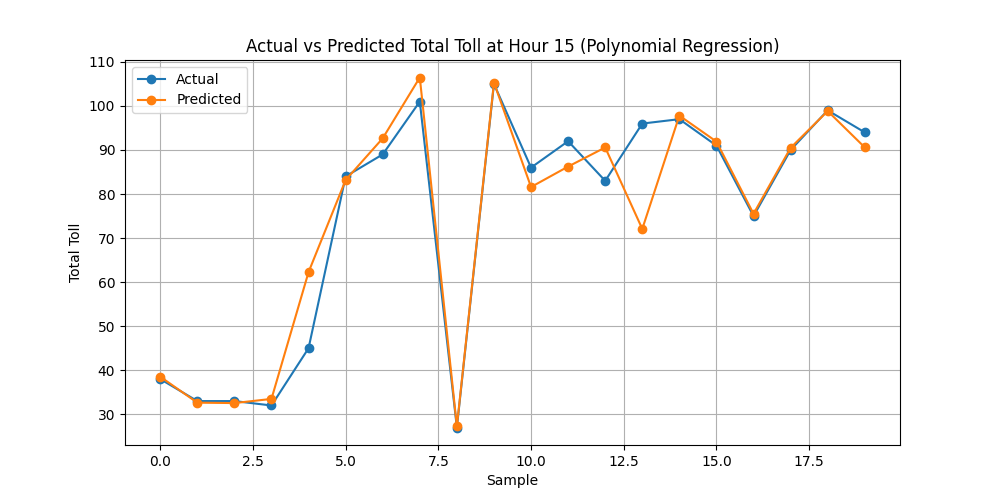 Actual vs Predicted Total Toll at Hour 15 (Polynomial Regression)
Actual
Predicted
110
100
90
80
70
60
50
40
30
Total Toll
0.0 2.5 5.0 7.5 10.0 12.5 15.0 17.5
Sample